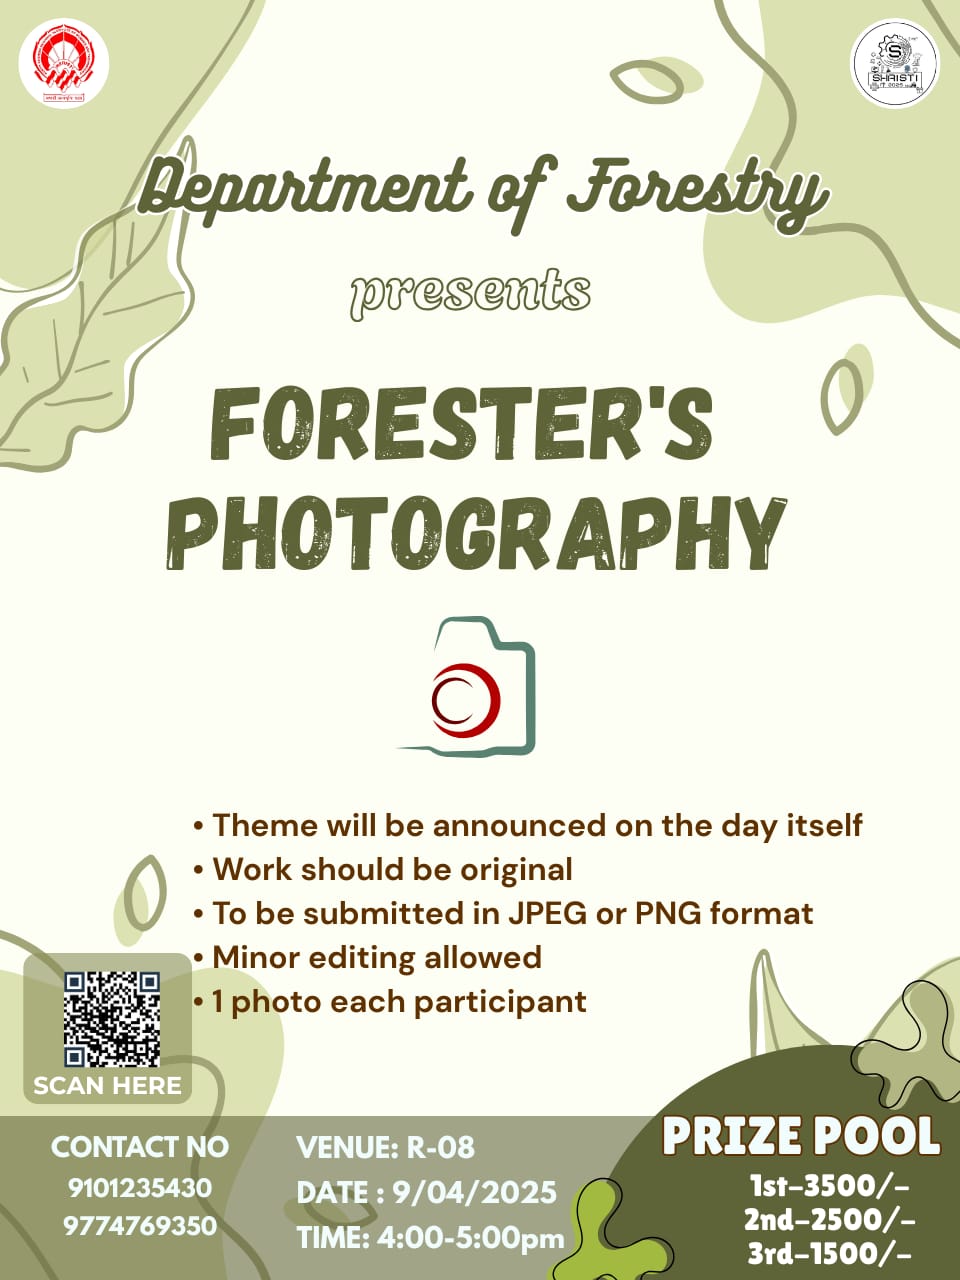 SHRISTI
Department of Forestry
presents
FORESTER'S
PHOTOGRAPHY
• Theme will be announced on the day itself
• Work should be original
• To be submitted in JPEG or PNG format
• Minor editing allowed
• 1 photo each participant
SCAN HERE
CONTACT NO
9101235430
9774769350
VENUE: R-08
DATE : 9/04/2025
TIME: 4:00-5:00pm
PRIZE POOL
1st-3500/-
2nd-2500/-
3rd-1500/-